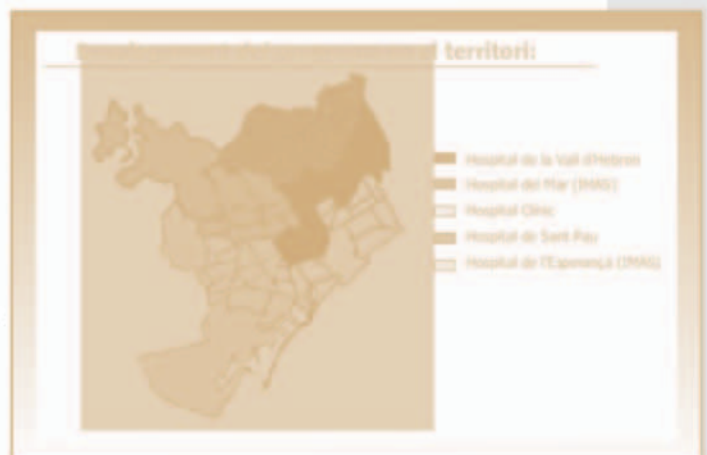 territori:
Hospital de la Vall d'Hebron
Hospital del Mar (IMAS)
Hospital Clínic
Hospital de Sant Pau
Hospital de l'Esperança (IMAS)